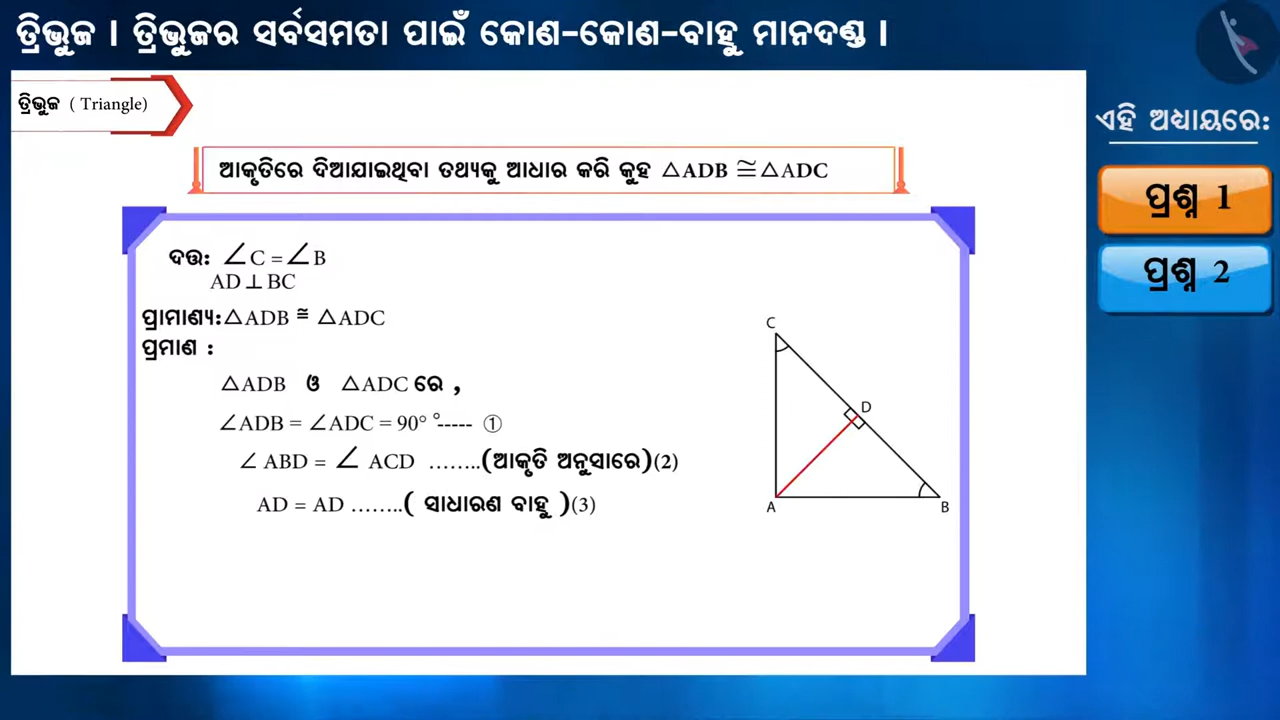 ତ୍ରିଭୁଜ । ତ୍ରିଭୁଜର ସର୍ବସମତା ପାଇଁ କୋଣ-କୋଣ-ବାହୁ ମାନଦଣ୍ଡ ।
ତ୍ରିଭୁଜ ( Triangle)
ଏହି ଅଧ୍ୟାୟରେ:
ପ୍ରଶ୍ନ 1
ପ୍ରଶ୍ନ 2
ଆକୃତିରେ ଦିଆଯାଇଥିବା ତଥ୍ୟକୁ ଆଧାର କରି କୁହ △ADB ≅△ADC
ଦତ୍ତ: ∠C =∠B
AD⊥BC
ପ୍ରାମାଣ୍ୟ:△ADB ≅ △ADC
ପ୍ରମାଣ :
△ADB ଓ △ADC ରେ ,
∠ADB = ∠ADC = 90° °----- ①
∠ ABD = ∠ ACD ........(ଆକୃତି ଅନୁସାରେ)(2)
AD = AD ........( ସାଧାରଣ ବାହୁ )(3)
C
D
A
B